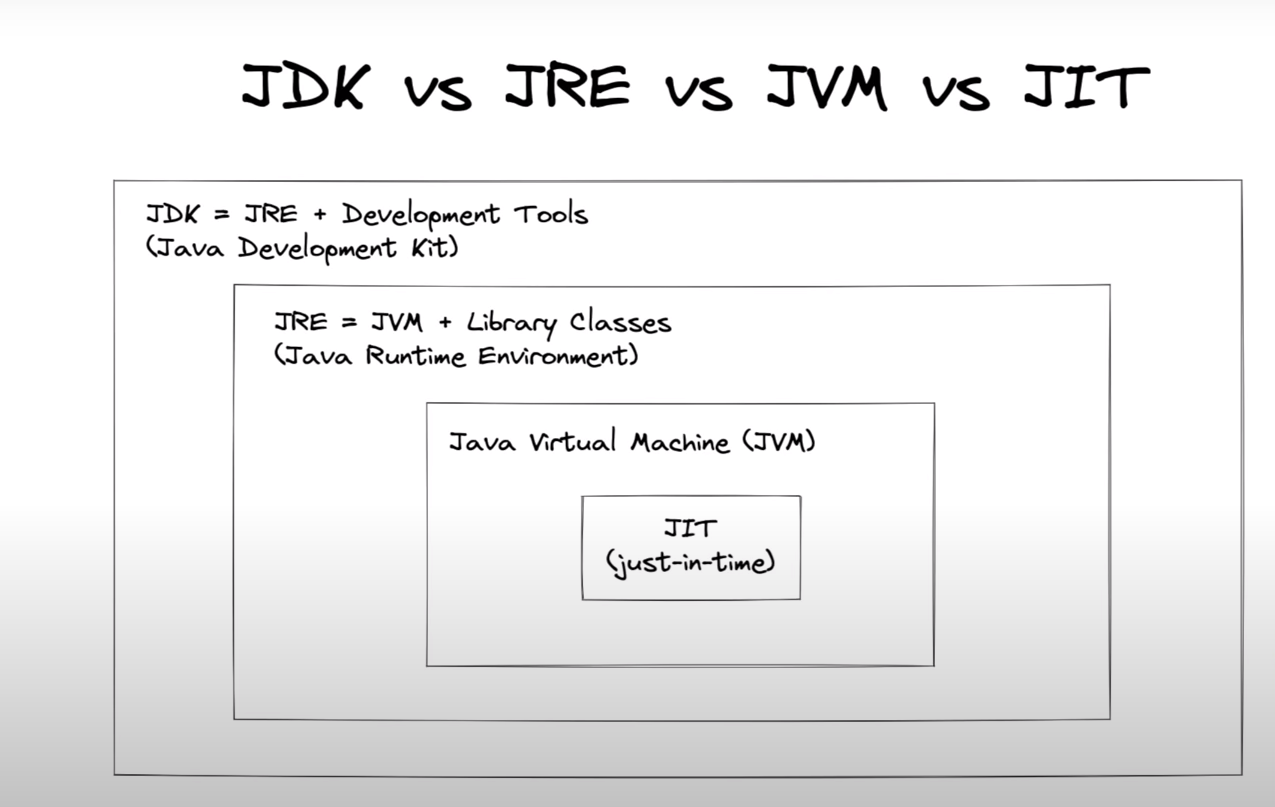 JDK vs JRE vs JVM vs JIT
JDK = JRE + Development Tools
(Java Development Kit)
JRE = JVM + Library Classes
(Java Runtime Environment)
Java Virtual Machine (JVM)
JIT
(just-in-time)